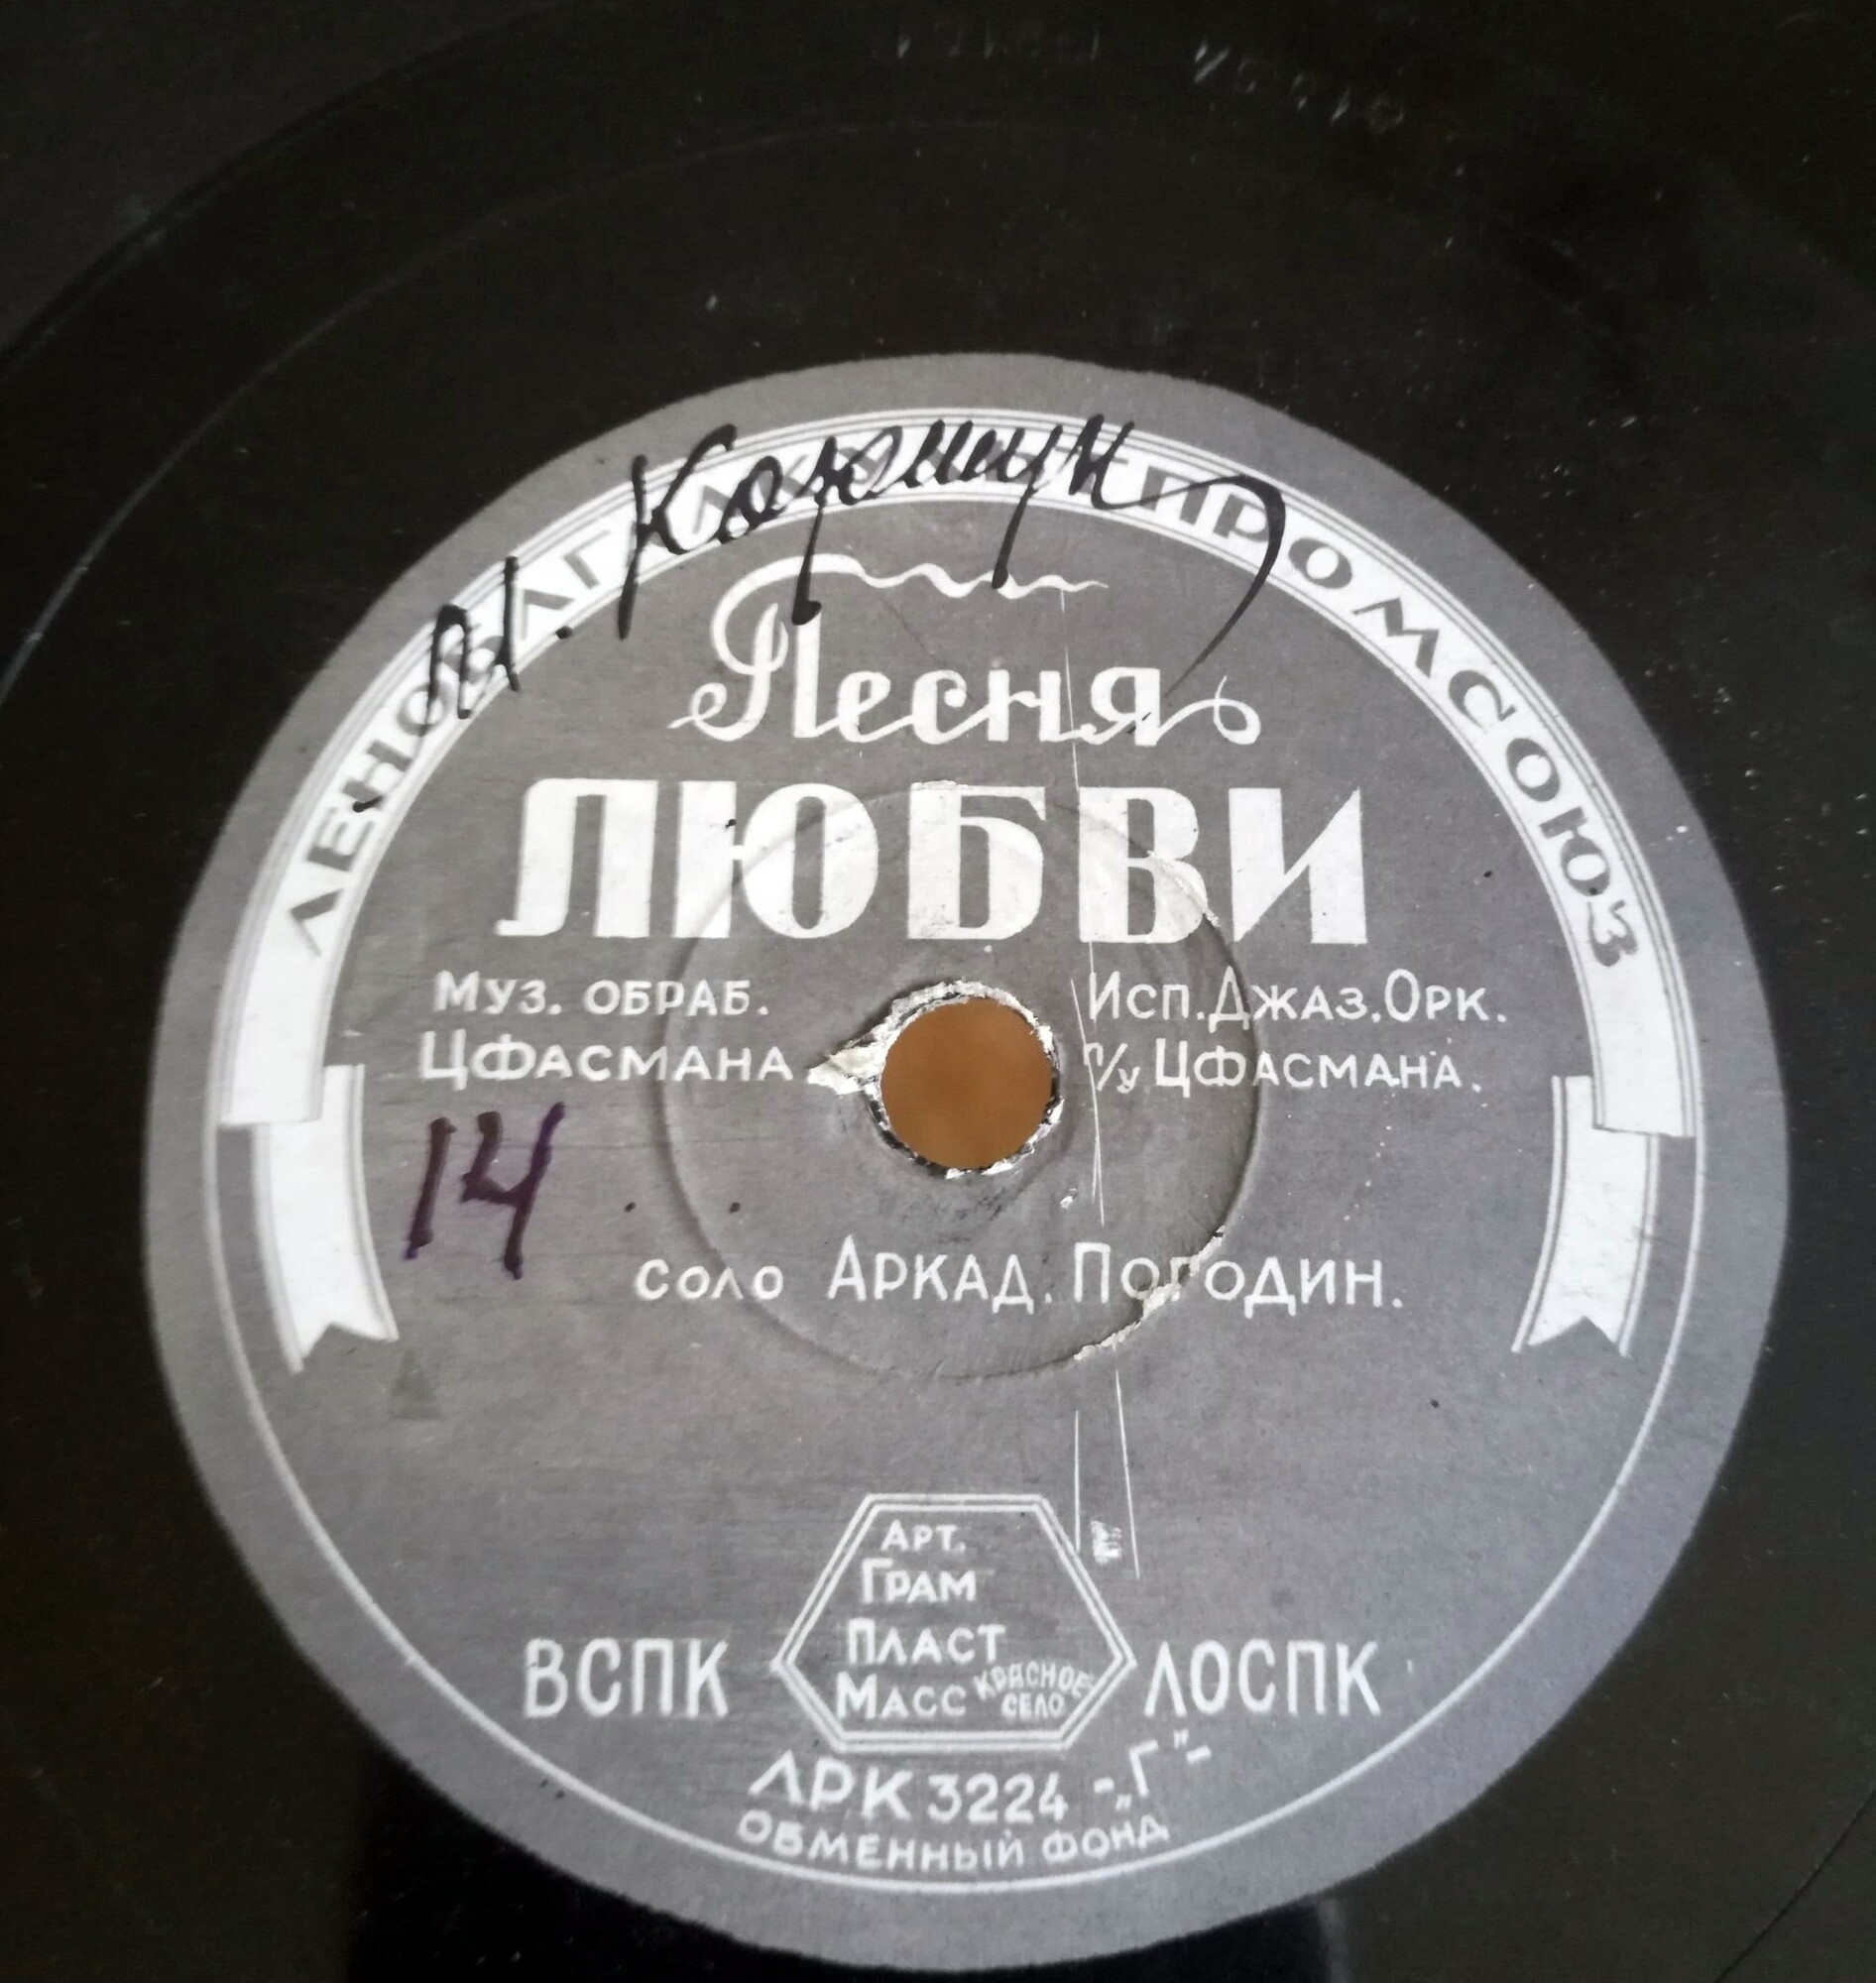 ПРОМСОЮЗ
Песня
ЛЮБВИ
Муз. обраб.
Цфасмана
Исп. Джаз. Орк.
п/у Цфасмана.
14
соло Аркад. Погодин.
Арт.
Грам
Пласт
Масс КРАСНОЕ
СЕЛО
ВСПК
ЛОСПК
ЛРК 3224 - „Г" -
ОБМЕННЫЙ ФОНД